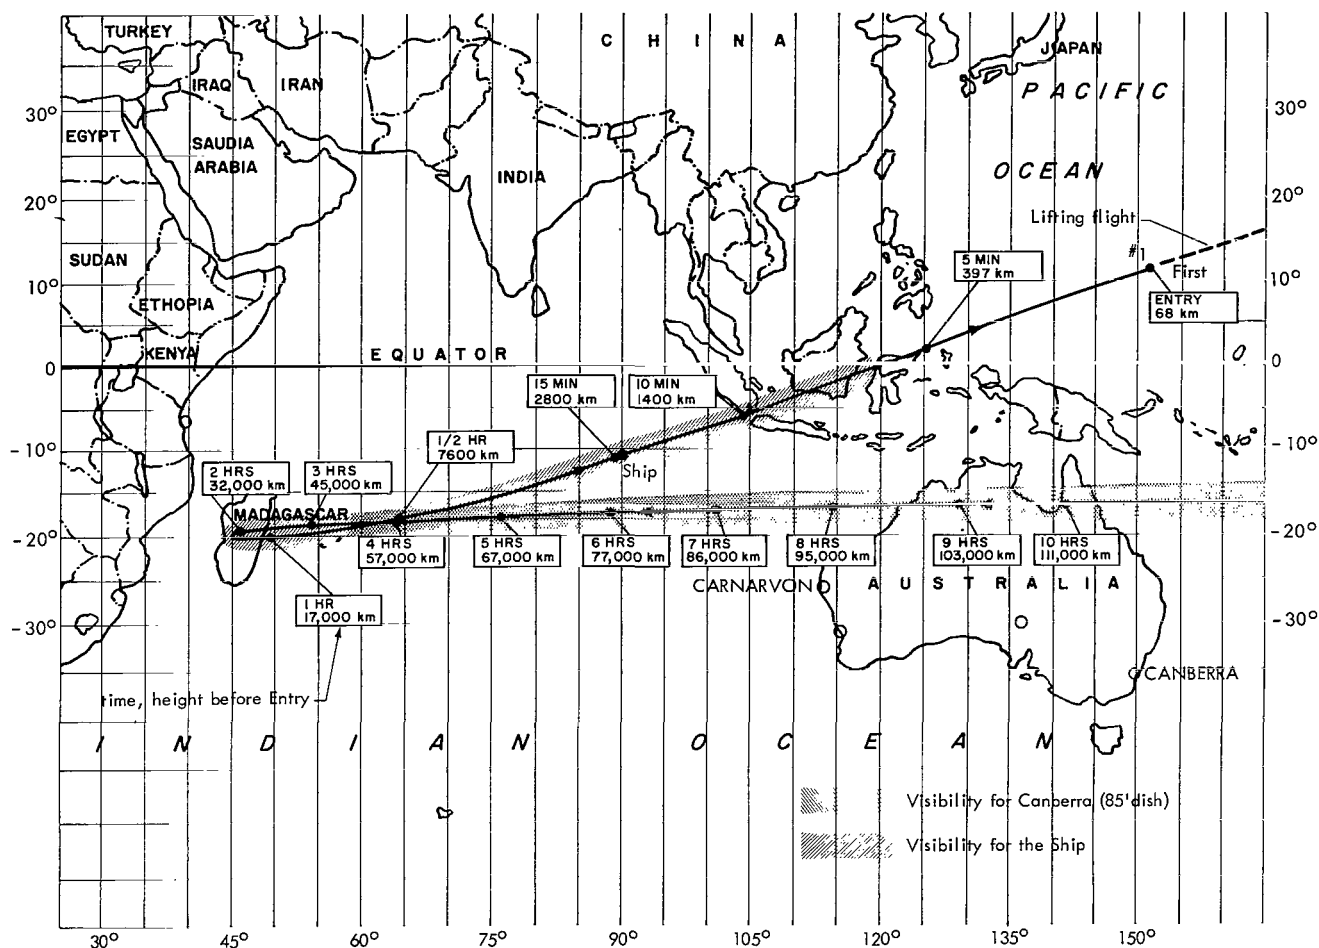 TURKEY
C H I N A
JAPAN
IRAQ
IRAN
PACIFIC
30°
30°
EGYPT
SAUDIA
ARABIA
INDIA
OCEAN
20°
20°
Lifting flight
SUDAN
5 MIN
397 km
#1
First
10°
10°
ETHOPIA
ENTRY
68 km
KENYA
EQUATOR
0
0
0
15 MIN
2800 km
10 MIN
1400 km
1/2 HR
7600 km
-10°
-10°
Ship
2 HRS
32,000 km
3 HRS
45,000 km
MADAGASCAR
-20°
-20°
4 HRS
57,000 km
5 HRS
67,000 km
6 HRS
77,000 km
7 HRS
86,000 km
8 HRS
95,000 km
9 HRS
103,000 km
10 HRS
111,000 km
CARNARVON
AUSTRALIA
1 HR
17,000 km
-30°
-30°
CANBERRA
time, height before Entry
INDIAN OCEAN
Visibility for Canberra (85'dish)
Visibility for the Ship
30°
45°
60°
75°
90°
105°
120°
135°
150°